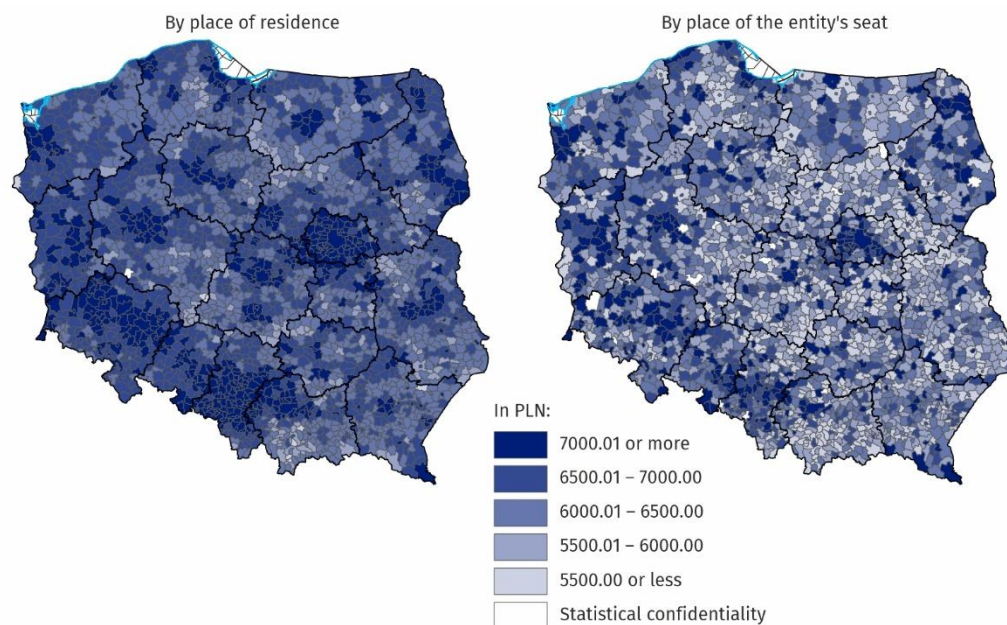 By place of residence
By place of the entity's seat
In PLN:
7000.01 or more
6500.01 – 7000.00
6000.01 – 6500.00
5500.01 – 6000.00
5500.00 or less
Statistical confidentiality